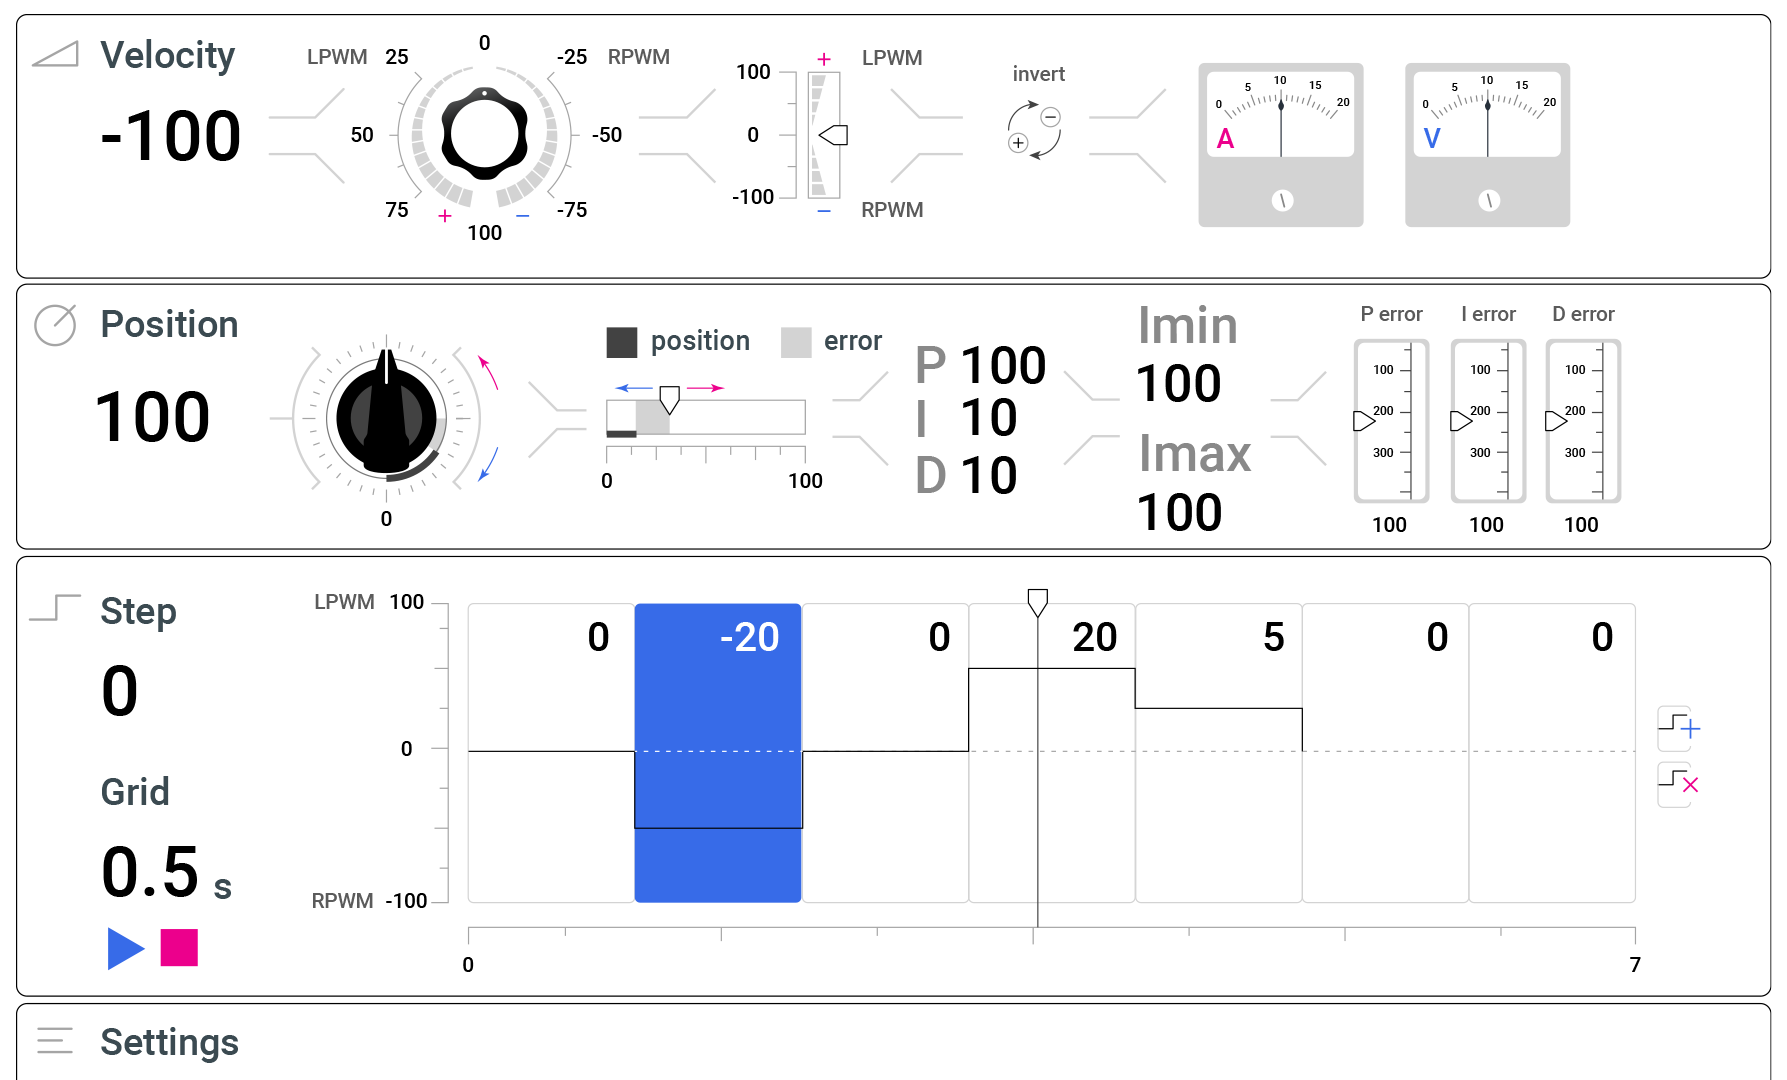 Velocity
-100
LPWM
25
0
-25
RPWM
50
-50
75
+
−
-75
100
100
0
-100
+
−
LPWM
RPWM
invert
−
+
0
5
10
15
20
A
0
5
10
15
20
V
Position
100
0
position
error
0
100
P 100
I 10
D 10
Imin
100
Imax
100
P error
100
200
300
100
I error
100
200
300
100
D error
100
200
300
100
Step
0
Grid
0.5 s
LPWM 100
0
RPWM -100
0
-20
0
20
5
0
0
0
7
Settings